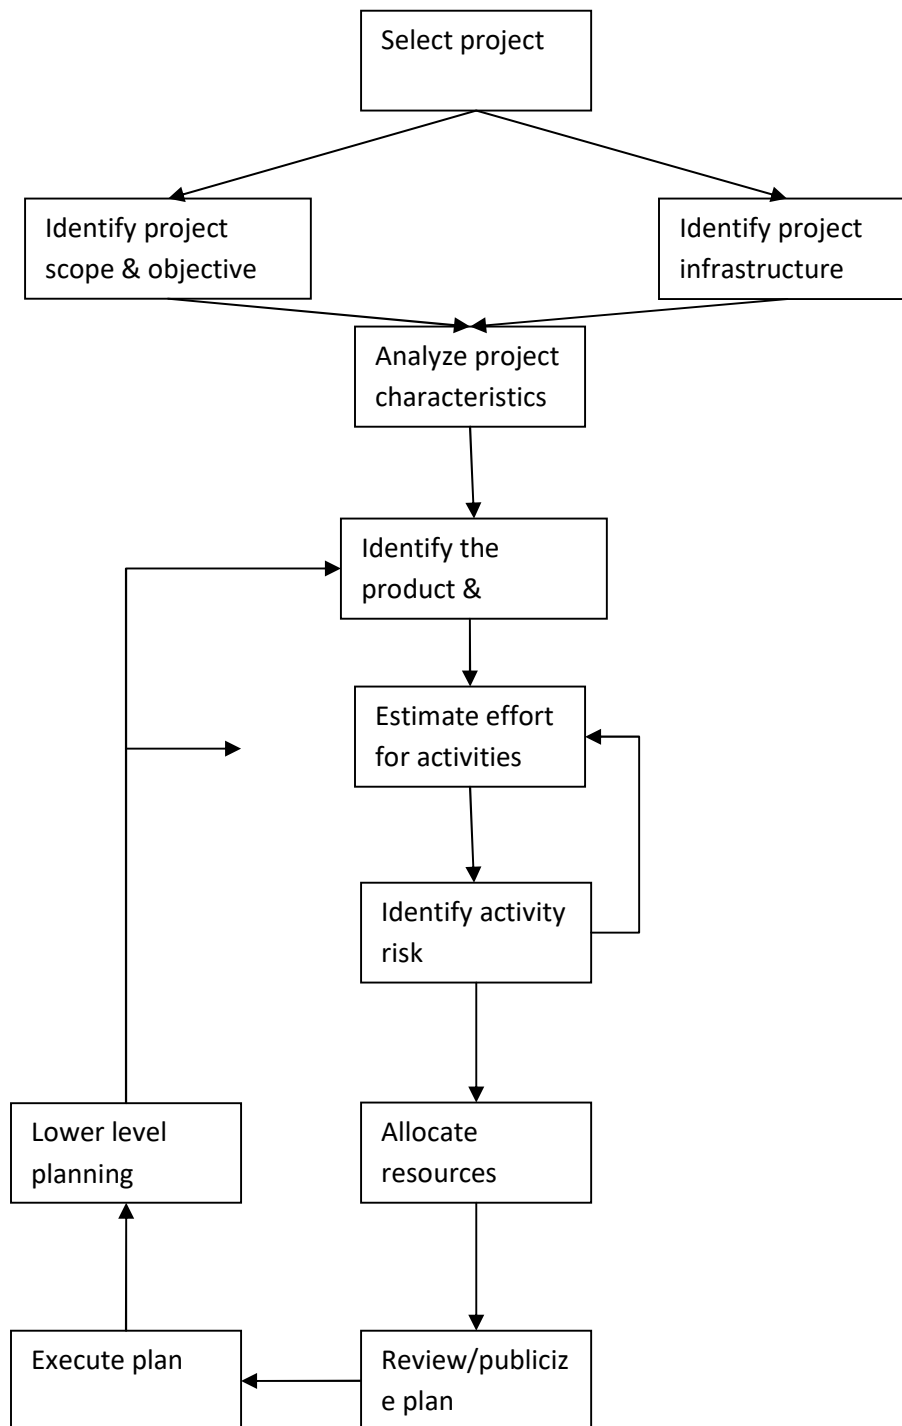 Select project
Identify project
scope & objective
Identify project
infrastructure
Analyze project
characteristics
Identify the
product &
Estimate effort
for activities
Identify activity
risk
Allocate
resources
Lower level
planning
Review/publiciz
e plan
Execute plan